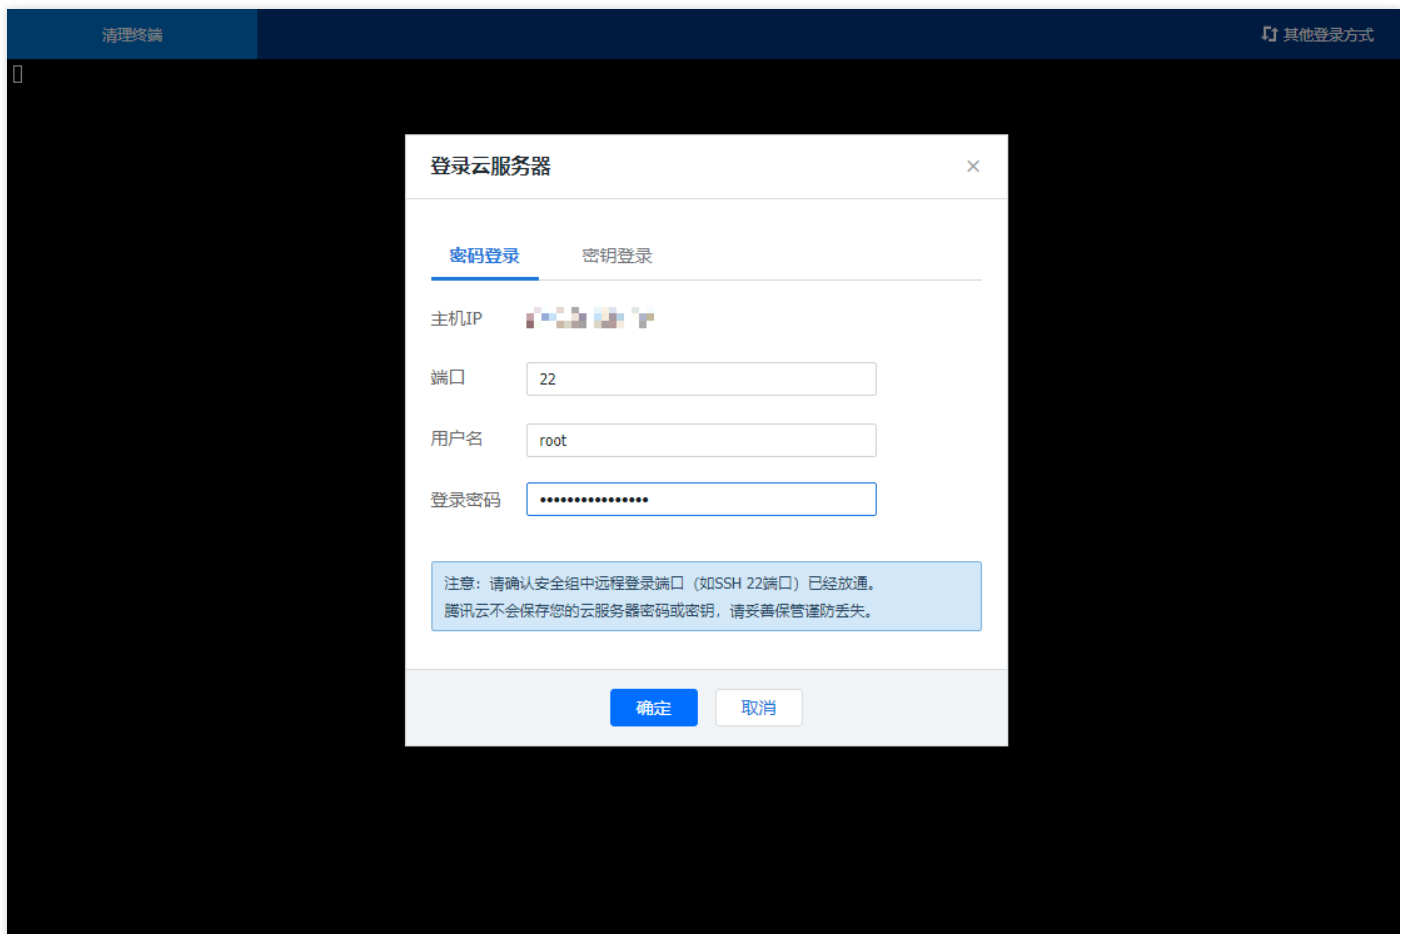 清理终端
其他登录方式
登录云服务器
密码登录
密钥登录
主机IP
端口
22
用户名
root
登录密码
••••••••••••••••
注意：请确认安全组中远程登录端口（如SSH 22端口）已经放通。
腾讯云不会保存您的云服务器密码或密钥，请妥善保管谨防丢失。
确定
取消